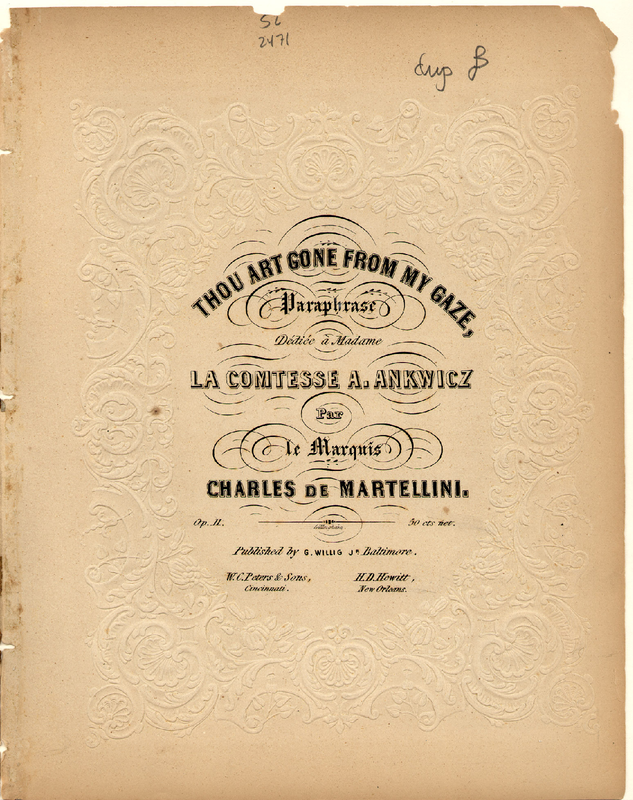 SL
2471
dup B
THOU ART GONE FROM MY GAZE,
Paraphrase
Dédiée à Madame
LA COMTESSE A. ANKWICZ
Par
le Marquis
CHARLES DE MARTELLINI.
Op. 11. 30 cts net.
Published by G. WILLIG JR. Baltimore.
W. C. Peters & Sons, H. D. Hewitt,
Cincinnati. New Orleans.